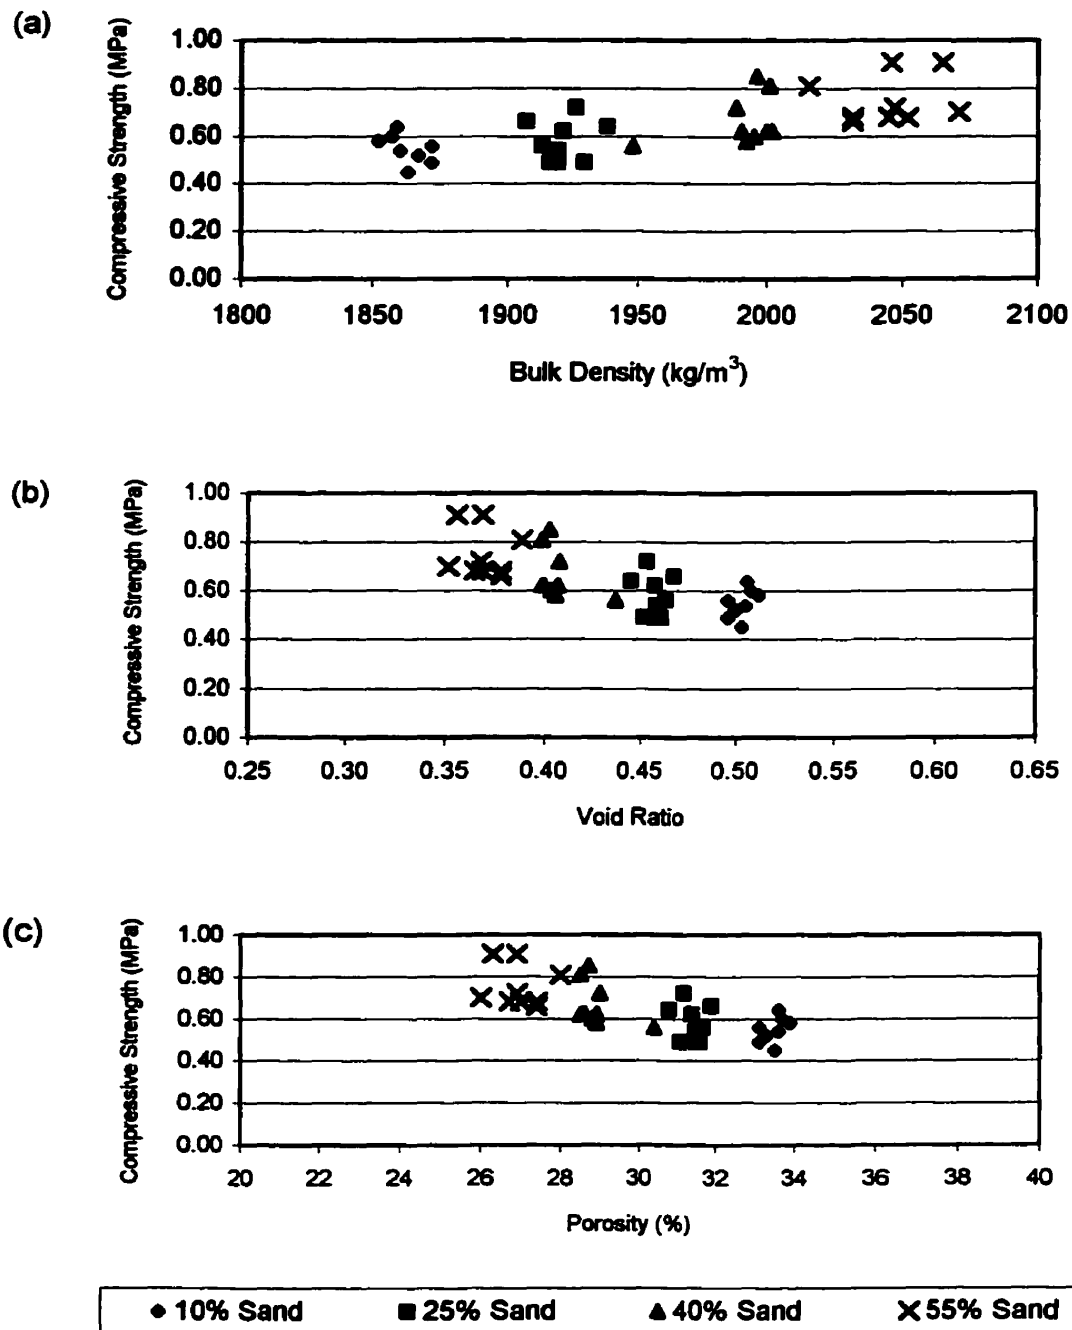 (a)
Compressive Strength (MPa)
1.00
0.80
0.60
0.40
0.20
0.00
1800 1850 1900 1950 2000 2050 2100
Bulk Density (kg/m³)
(b)
Compressive Strength (MPa)
1.00
0.80
0.60
0.40
0.20
0.00
0.25 0.30 0.35 0.40 0.45 0.50 0.55 0.60 0.65
Void Ratio
(c)
Compressive Strength (MPa)
1.00
0.80
0.60
0.40
0.20
0.00
20 22 24 26 28 30 32 34 36 38 40
Porosity (%)
10% Sand 25% Sand 40% Sand 55% Sand